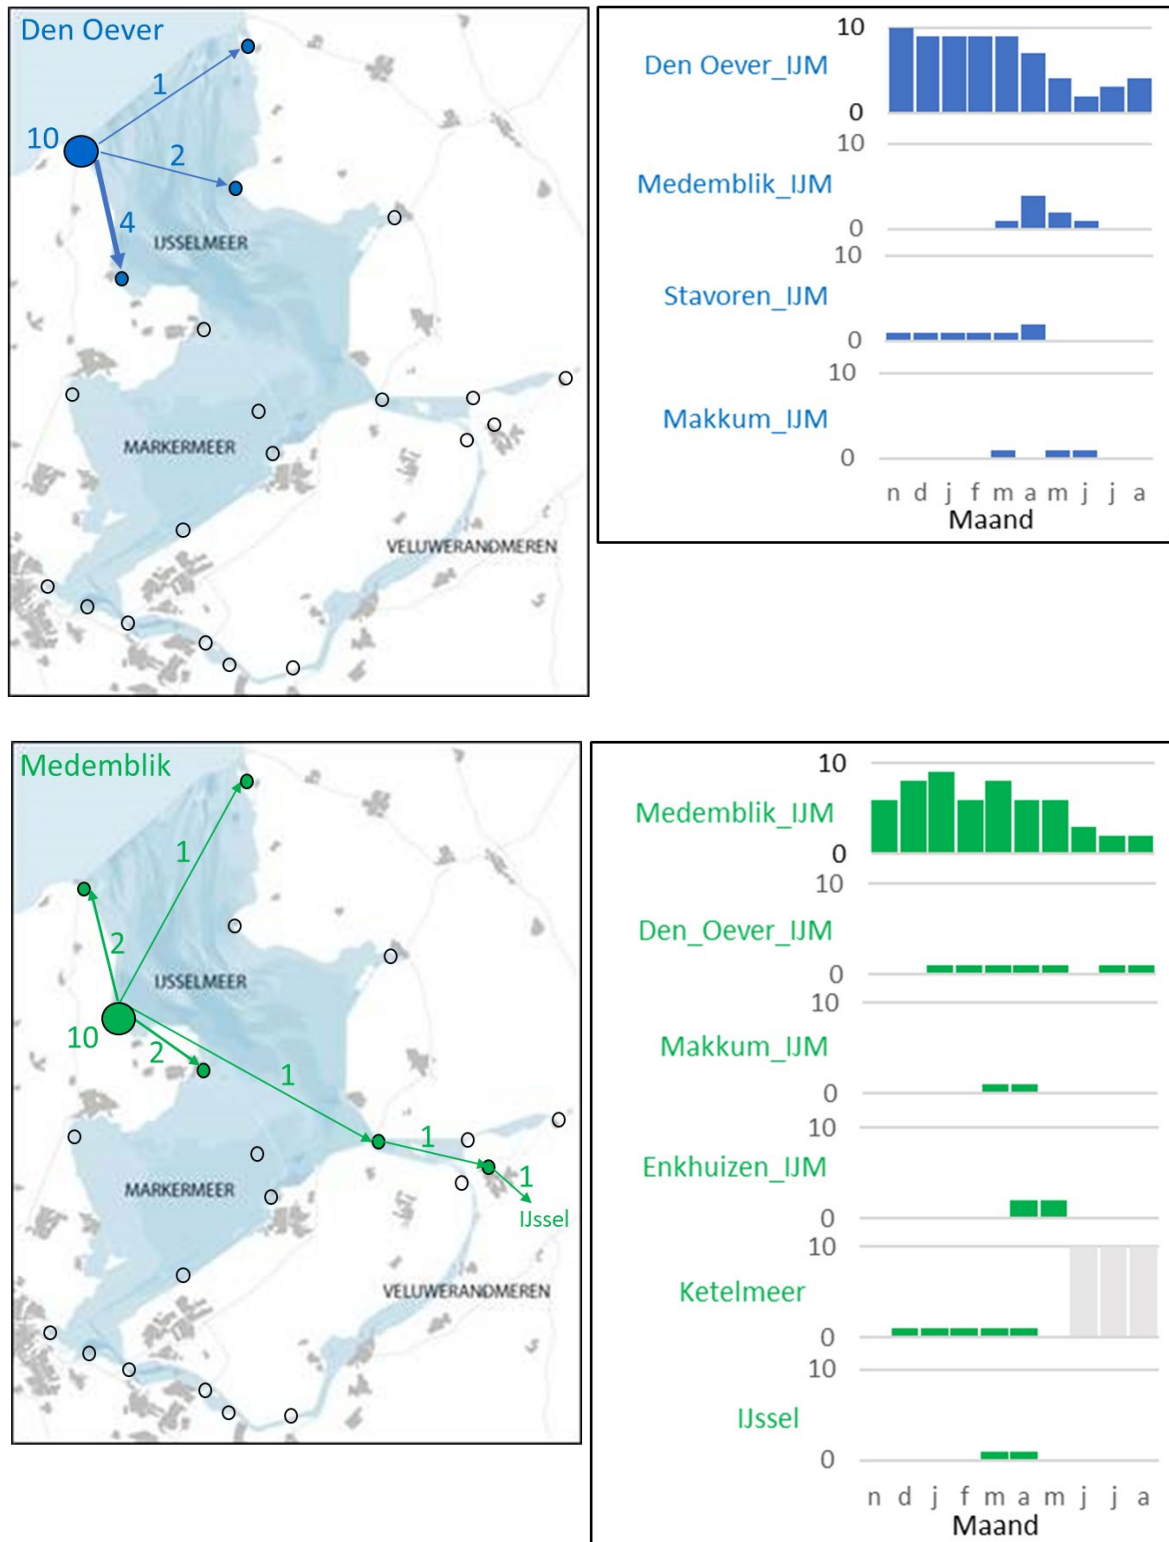 Den Oever
1
10
2
4
IJSSELMEER
MARKERMEER
VELUWERANDMEREN
10
Den Oever_IJM
0
10
Medemblik_IJM
0
10
Stavoren_IJM
0
10
Makkum_IJM
0
n d j f m a m j j a
Maand
Medemblik
1
2
IJSSELMEER
10
2
1
1
1
IJssel
MARKERMEER
VELUWERANDMEREN
10
Medemblik_IJM
0
10
Den_Oever_IJM
0
10
Makkum_IJM
0
10
Enkhuizen_IJM
0
10
Ketelmeer
0
10
IJssel
0
n d j f m a m j j a
Maand